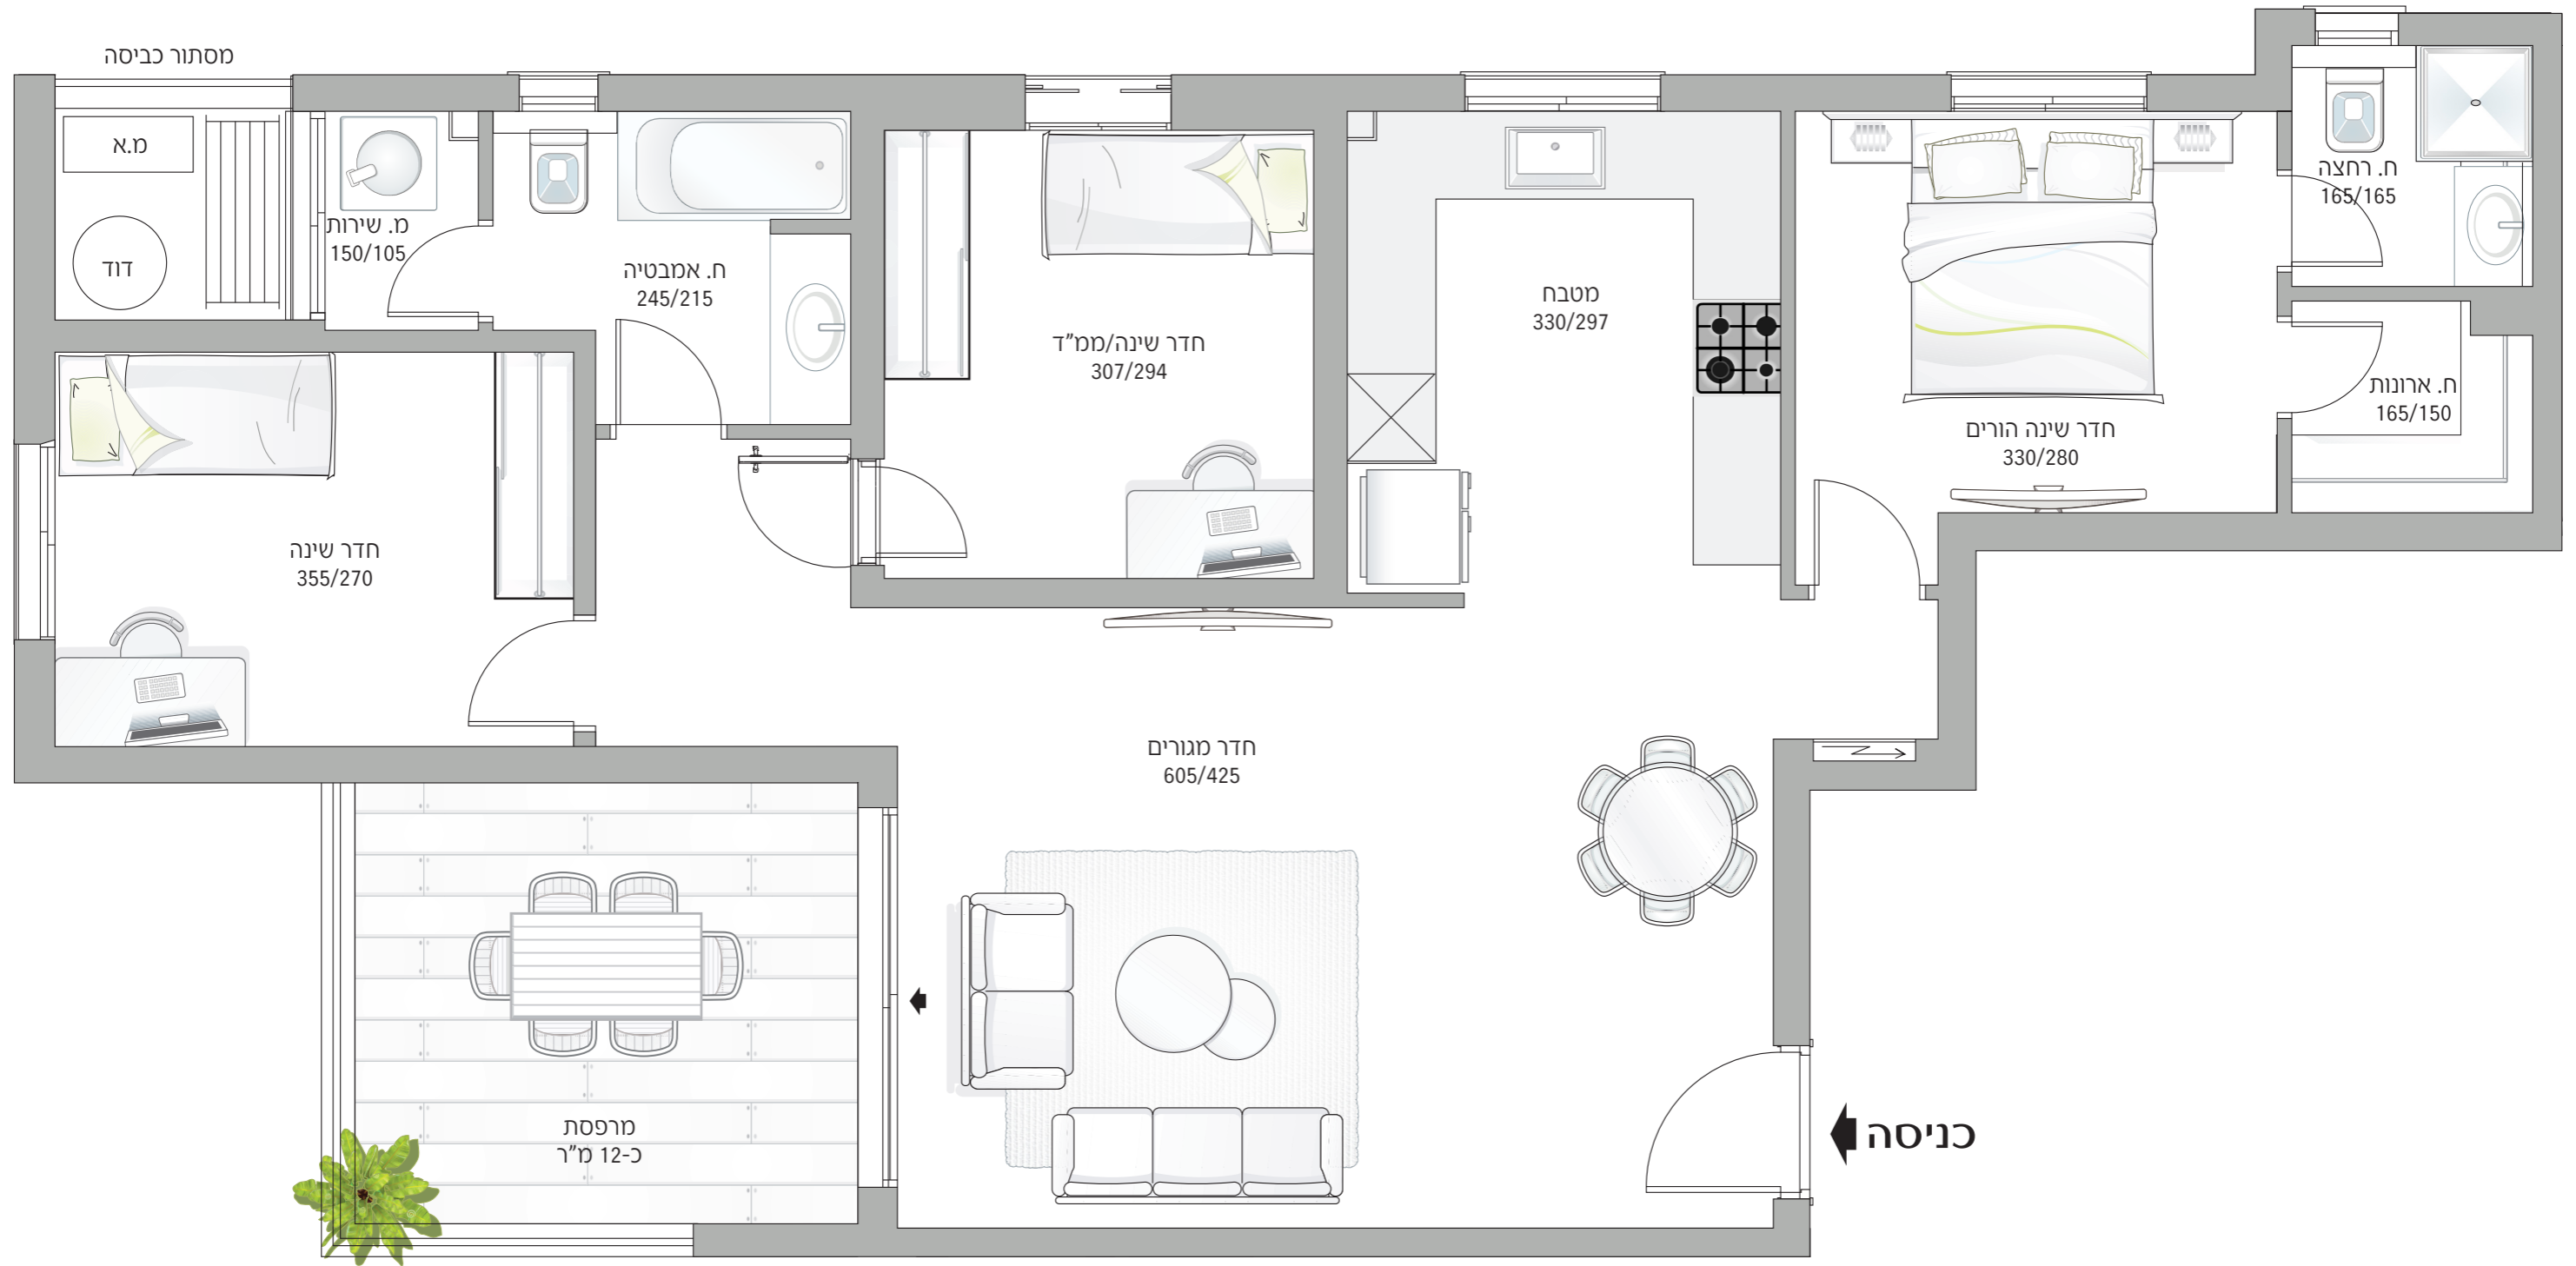 מסתור כביסה
מ.א
דוד
מ. שירות
150/105
ח. אמבטיה
245/215
חדר שינה/ממ"ד
307/294
מטבח
330/297
ח. רחצה
165/165
ח. ארונות
165/150
חדר שינה הורים
330/280
חדר שינה
355/270
חדר מגורים
605/425
מרפסת
כ-12 מ"ר
כניסה